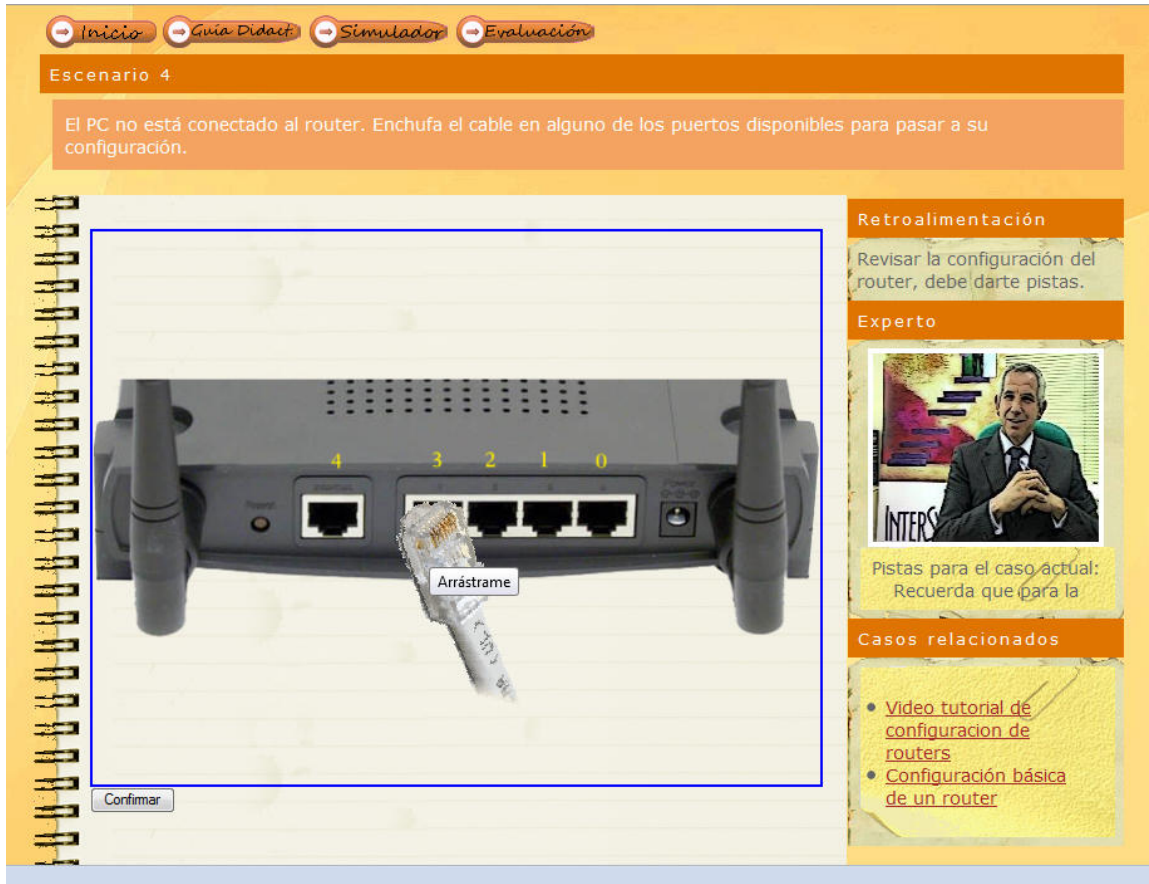 Inicio Guía Didact. Simulador Evaluación
Escenario 4
El PC no está conectado al router. Enchufa el cable en alguno de los puertos disponibles para pasar a su
configuración.
4 3 2 1 0
Power
Arrástrame
Confirmar
Retroalimentación
Revisar la configuración del
router, debe darte pistas.
Experto
INTERS
Pistas para el caso actual:
Recuerda que para la
Casos relacionados
Video tutorial de
configuracion de
routers
Configuración básica
de un router